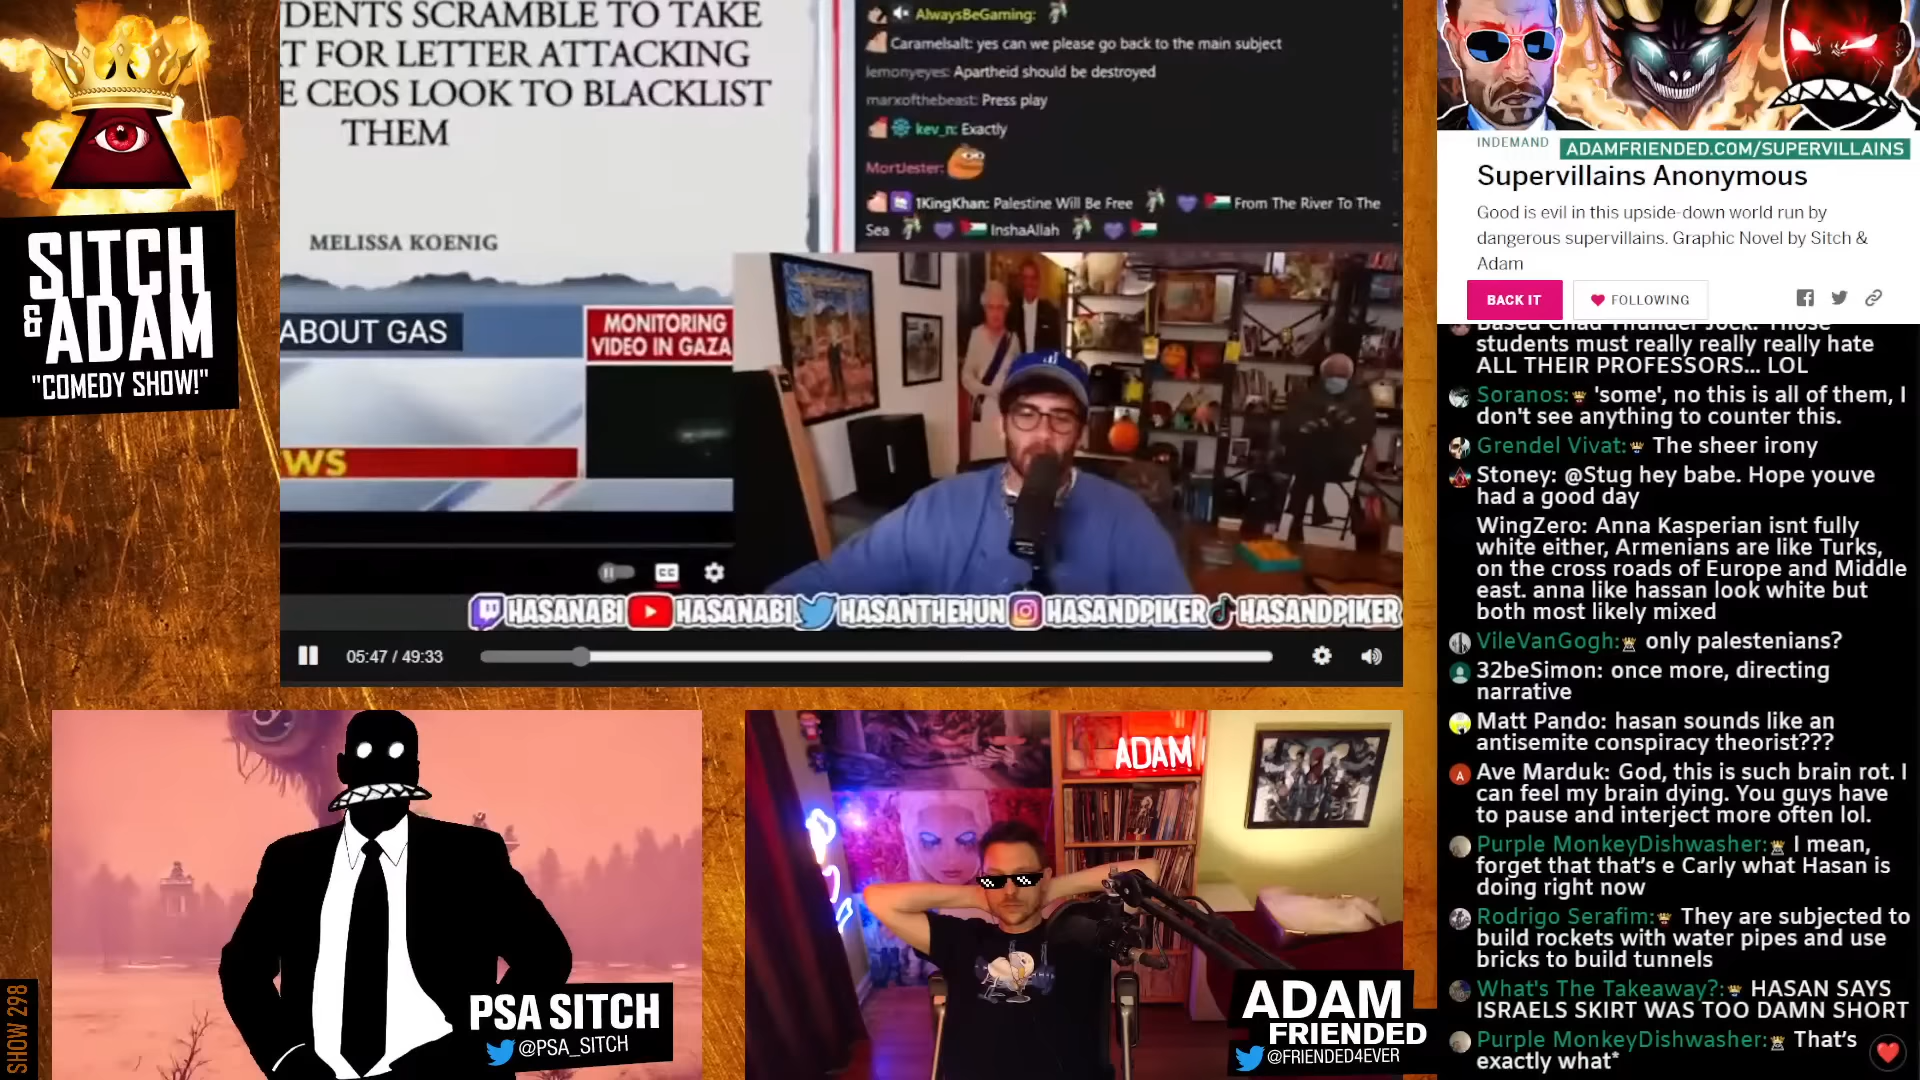 SITCH
& ADAM
"COMEDY SHOW!"
SHOW 298
DENTS SCRAMBLE TO TAKE
T FOR LETTER ATTACKING
E CEOS LOOK TO BLACKLIST
THEM
MELISSA KOENIG
ABOUT GAS
MONITORING
VIDEO IN GAZA
WS
AlwaysBeGaming:
Caramelsalt: yes can we please go back to the main subject
lemonyeyes: Apartheid should be destroyed
marxofthebeast: Press play
kev_n: Exactly
MortJester:
1KingKhan: Palestine Will Be Free From The River To The
Sea InshaAllah
CC
HASANABI HASANABI HASANTHEHUN HASANDPIKER HASANDPIKER
05:47 / 49:33
PSA SITCH
@PSA_SITCH
ADAM
ADAM
FRIENDED
@FRIENDED4EVER
INDEMAND
ADAMFRIENDED.COM/SUPERVILLAINS
Supervillains Anonymous
Good is evil in this upside-down world run by
dangerous supervillains. Graphic Novel by Sitch &
Adam
BACK IT
FOLLOWING
Based Chad Thunder Jock: Those
students must really really really hate
ALL THEIR PROFESSORS... LOL
Soranos: 'some', no this is all of them, I
don't see anything to counter this.
Grendel Vivat: The sheer irony
Stoney: @Stug hey babe. Hope youve
had a good day
WingZero: Anna Kasperian isnt fully
white either, Armenians are like Turks,
on the cross roads of Europe and Middle
east. anna like hassan look white but
both most likely mixed
VileVanGogh: only palestenians?
32beSimon: once more, directing
narrative
Matt Pando: hasan sounds like an
antisemite conspiracy theorist???
A
Ave Marduk: God, this is such brain rot. I
can feel my brain dying. You guys have
to pause and interject more often lol.
Purple MonkeyDishwasher: I mean,
forget that that's e Carly what Hasan is
doing right now
Rodrigo Serafim: They are subjected to
build rockets with water pipes and use
bricks to build tunnels
What's The Takeaway?: HASAN SAYS
ISRAELS SKIRT WAS TOO DAMN SHORT
Purple MonkeyDishwasher: That's
exactly what*